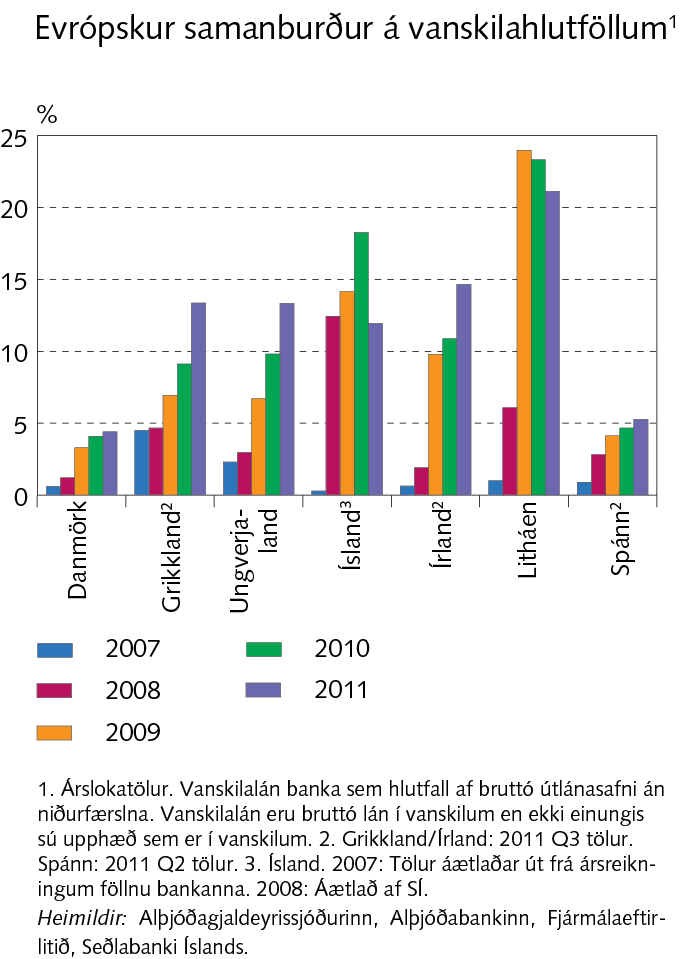 Evrópskur samanburður á vanskilahlutföllum¹
%
25
20
15
10
5
0
Danmörk
Grikkland²
Ungverja-
land
Ísland³
Írland²
Litháen
Spánn²
2007
2008
2009
2010
2011
1. Árslokatölur. Vanskilalán banka sem hlutfall af bruttó útlánasafni án
niðurfærslna. Vanskilalán eru bruttó lán í vanskilum en ekki einungis
sú upphæð sem er í vanskilum. 2. Grikkland/Írland: 2011 Q3 tölur.
Spánn: 2011 Q2 tölur. 3. Ísland. 2007: Tölur áætlaðar út frá ársreikn-
ningum föllnu bankanna. 2008: Áætlað af SÍ.
Heimildir: Alþjóðagjaldeyrissjóðurinn, Alþjóðabankinn, Fjármálaeftir-
litið, Seðlabanki Íslands.